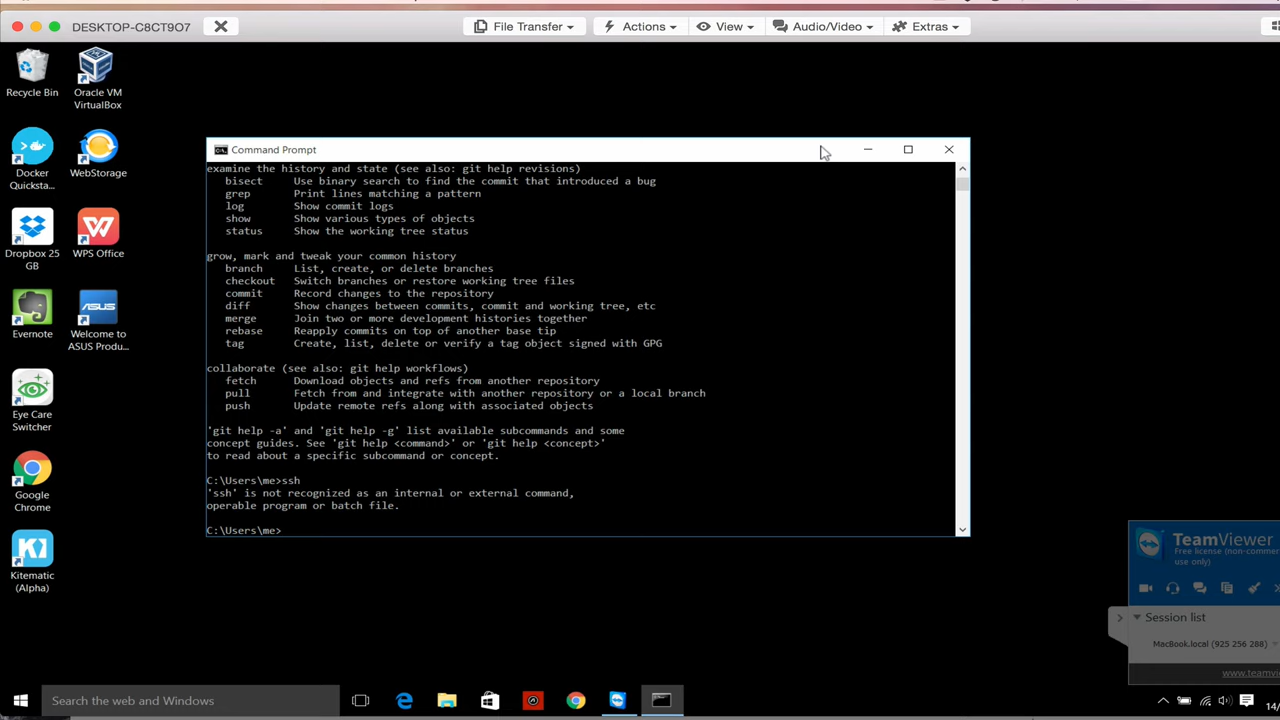 DESKTOP-C8CT9O7
File Transfer
Actions
View
Audio/Video
Extras
Recycle Bin
Oracle VM
VirtualBox
Docker
Quicksta...
WebStorage
Dropbox 25
GB
WPS Office
Evernote
Welcome to
ASUS Produ...
Eye Care
Switcher
Google
Chrome
Kitematic
(Alpha)
Command Prompt
examine the history and state (see also: git help revisions)
bisect Use binary search to find the commit that introduced a bug
grep Print lines matching a pattern
log Show commit logs
show Show various types of objects
status Show the working tree status
grow, mark and tweak your common history
branch List, create, or delete branches
checkout Switch branches or restore working tree files
commit Record changes to the repository
diff Show changes between commits, commit and working tree, etc
merge Join two or more development histories together
rebase Reapply commits on top of another base tip
tag Create, list, delete or verify a tag object signed with GPG
collaborate (see also: git help workflows)
fetch Download objects and refs from another repository
pull Fetch from and integrate with another repository or a local branch
push Update remote refs along with associated objects
'git help -a' and 'git help -g' list available subcommands and some
concept guides. See 'git help <command>' or 'git help <concept>'
to read about a specific subcommand or concept.
C:\Users\me>ssh
'ssh' is not recognized as an internal or external command,
operable program or batch file.
C:\Users\me>
TeamViewer
Free license (non-commer
use only)
Session list
MacBook.local (925 256 288)
www.teamv
Search the web and Windows
14/